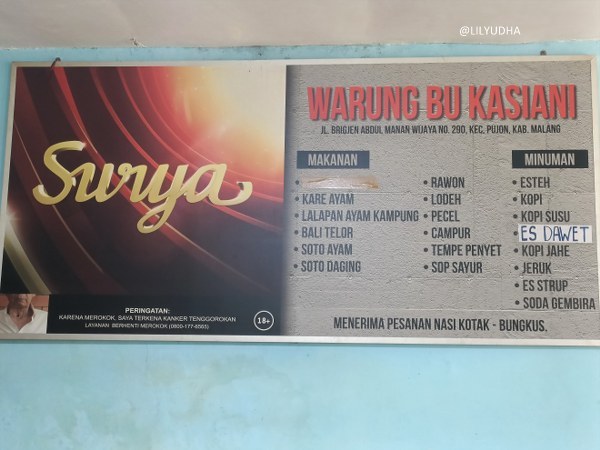 @LILYUDHA
Surya
PERINGATAN:
KARENA MEROKOK, SAYA TERKENA KANKER TENGGOROKAN
LAYANAN BERHENTI MEROKOK (0800-177-6565)
18+
WARUNG BU KASIANI
JL. BRIGJEN ABDUL MANAN WIJAYA NO. 290, KEC. PUJON, KAB. MALANG
MAKANAN
• KARE AYAM
• LALAPAN AYAM KAMPUNG
• BALI TELOR
• SOTO AYAM
• SOTO DAGING
• RAWON
• LODEH
• PECEL
• CAMPUR
• TEMPE PENYET
• SOP SAYUR
MINUMAN
• ESTEH
• KOPI
• KOPI SUSU
• ES DAWET
• KOPI JAHE
• JERUK
• ES STRUP
• SODA GEMBIRA
MENERIMA PESANAN NASI KOTAK - BUNGKUS.